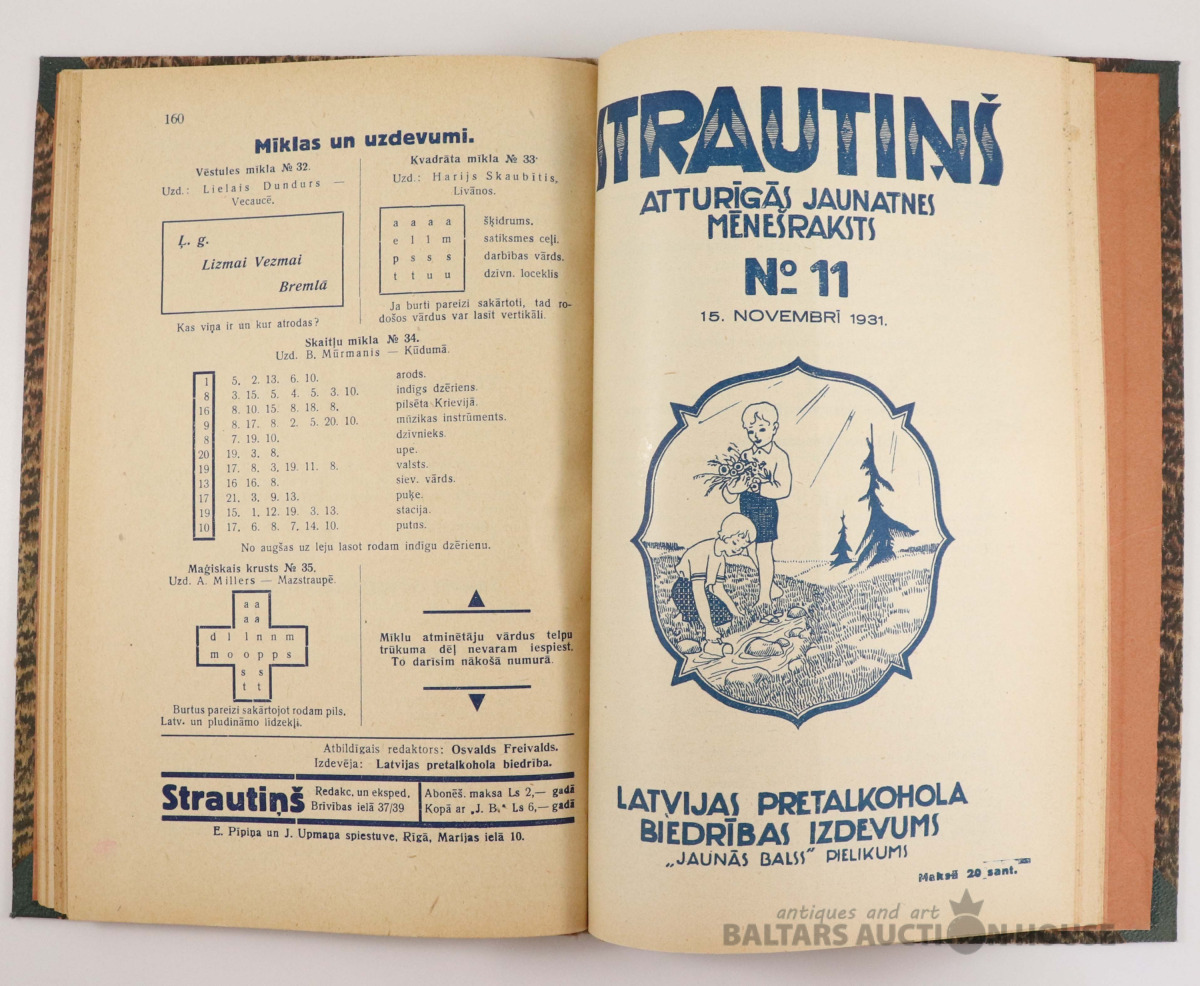 160
Mīklas un uzdevumi.
Vēstules mīkla № 32.
Uzd.: Lielais Dundurs —
Vecaucē.
Ļ. g.
Lizmai Vezmai
Bremlā
Kas viņa ir un kur atrodas?
Kvadrāta mīkla № 33.
Uzd.: Harijs Skaubītis,
Līvānos.
a a a a šķidrums.
e l l m satiksmes ceļi.
p s s s darbības vārds.
t t u u dzīvn. loceklis
Ja burti pareizi sakārtoti, tad ro-
došos vārdus var lasīt vertikāli.
Skaitļu mīkla № 34.
Uzd. B. Mūrmanis — Kūdumā.
1 5. 2. 13. 6. 10. arods.
8 3. 15. 5. 4. 5. 3. 10. indīgs dzēriens.
16 8. 10. 15. 8. 18. 8. pilsēta Krievijā.
9 8. 17. 8. 2. 5. 20. 10. mūzikas instrūments.
8 7. 19. 10. dzīvnieks.
20 19. 3. 8. upe.
19 17. 8. 3. 19. 11. 8. valsts.
13 16 16. 8. siev. vārds.
17 21. 3. 9. 13. puķe.
19 15. 1. 12. 19. 3. 13. stacija.
10 17. 6. 8. 7. 14. 10. putns.
No augšas uz leju lasot rodam indīgu dzērienu.
Maģiskais krusts № 35.
Uzd. A. Millers — Mazstraupē.
a a
a a
d l l n n m
m o o p p s
s s
t t
Burtus pareizi sakārtojot rodam pils.
Latv. un pludināmo līdzekļi.
Mīklu atminētāju vārdus telpu
trūkuma dēļ nevaram iespiest.
To darīsim nākošā numurā.
Atbildīgais redaktors: Osvalds Freivalds.
Izdevēja: Latvijas pretalkohola biedrība.
Strautiņš
Redakc. un eksped.
Brīvības ielā 37/39
Abonēš. maksa Ls 2,— gadā
Kopā ar „J. B.“ Ls 6,— gadā
E. Pīpiņa un J. Upmaņa spiestuve, Rīgā, Marijas ielā 10.
STRAUTIŅŠ
ATTURĪGĀS JAUNATNES
MĒNEŠRAKSTS
№ 11
15. NOVEMBRĪ 1931.
LATVIJAS PRETALKOHOLA
BIEDRĪBAS IZDEVUMS
„JAUNĀS BALSS” PIELIKUMS
Maksā 20 sant.
antiques and art
BALTARS AUCTION HOUSE